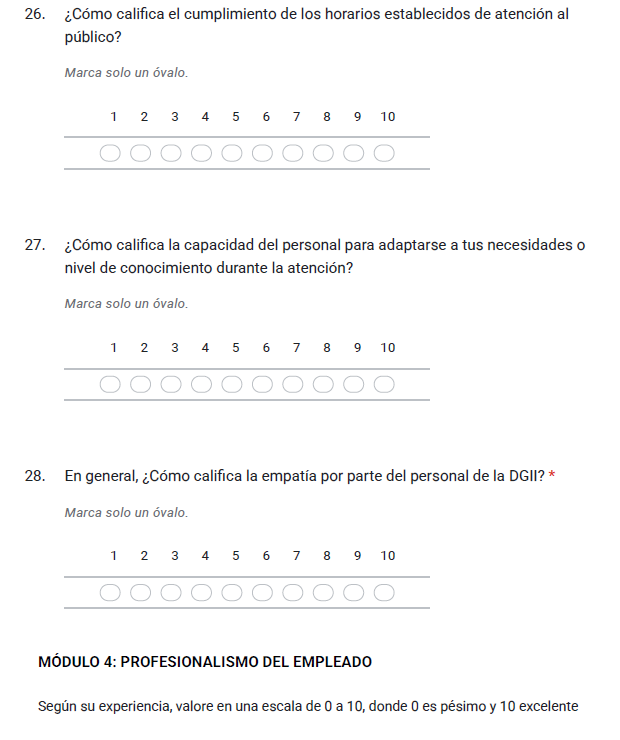 26. ¿Cómo califica el cumplimiento de los horarios establecidos de atención al
público?
Marca solo un óvalo.
1 2 3 4 5 6 7 8 9 10
27. ¿Cómo califica la capacidad del personal para adaptarse a tus necesidades o
nivel de conocimiento durante la atención?
Marca solo un óvalo.
1 2 3 4 5 6 7 8 9 10
28. En general, ¿Cómo califica la empatía por parte del personal de la DGII? *
Marca solo un óvalo.
1 2 3 4 5 6 7 8 9 10
MÓDULO 4: PROFESIONALISMO DEL EMPLEADO
Según su experiencia, valore en una escala de 0 a 10, donde 0 es pésimo y 10 excelente